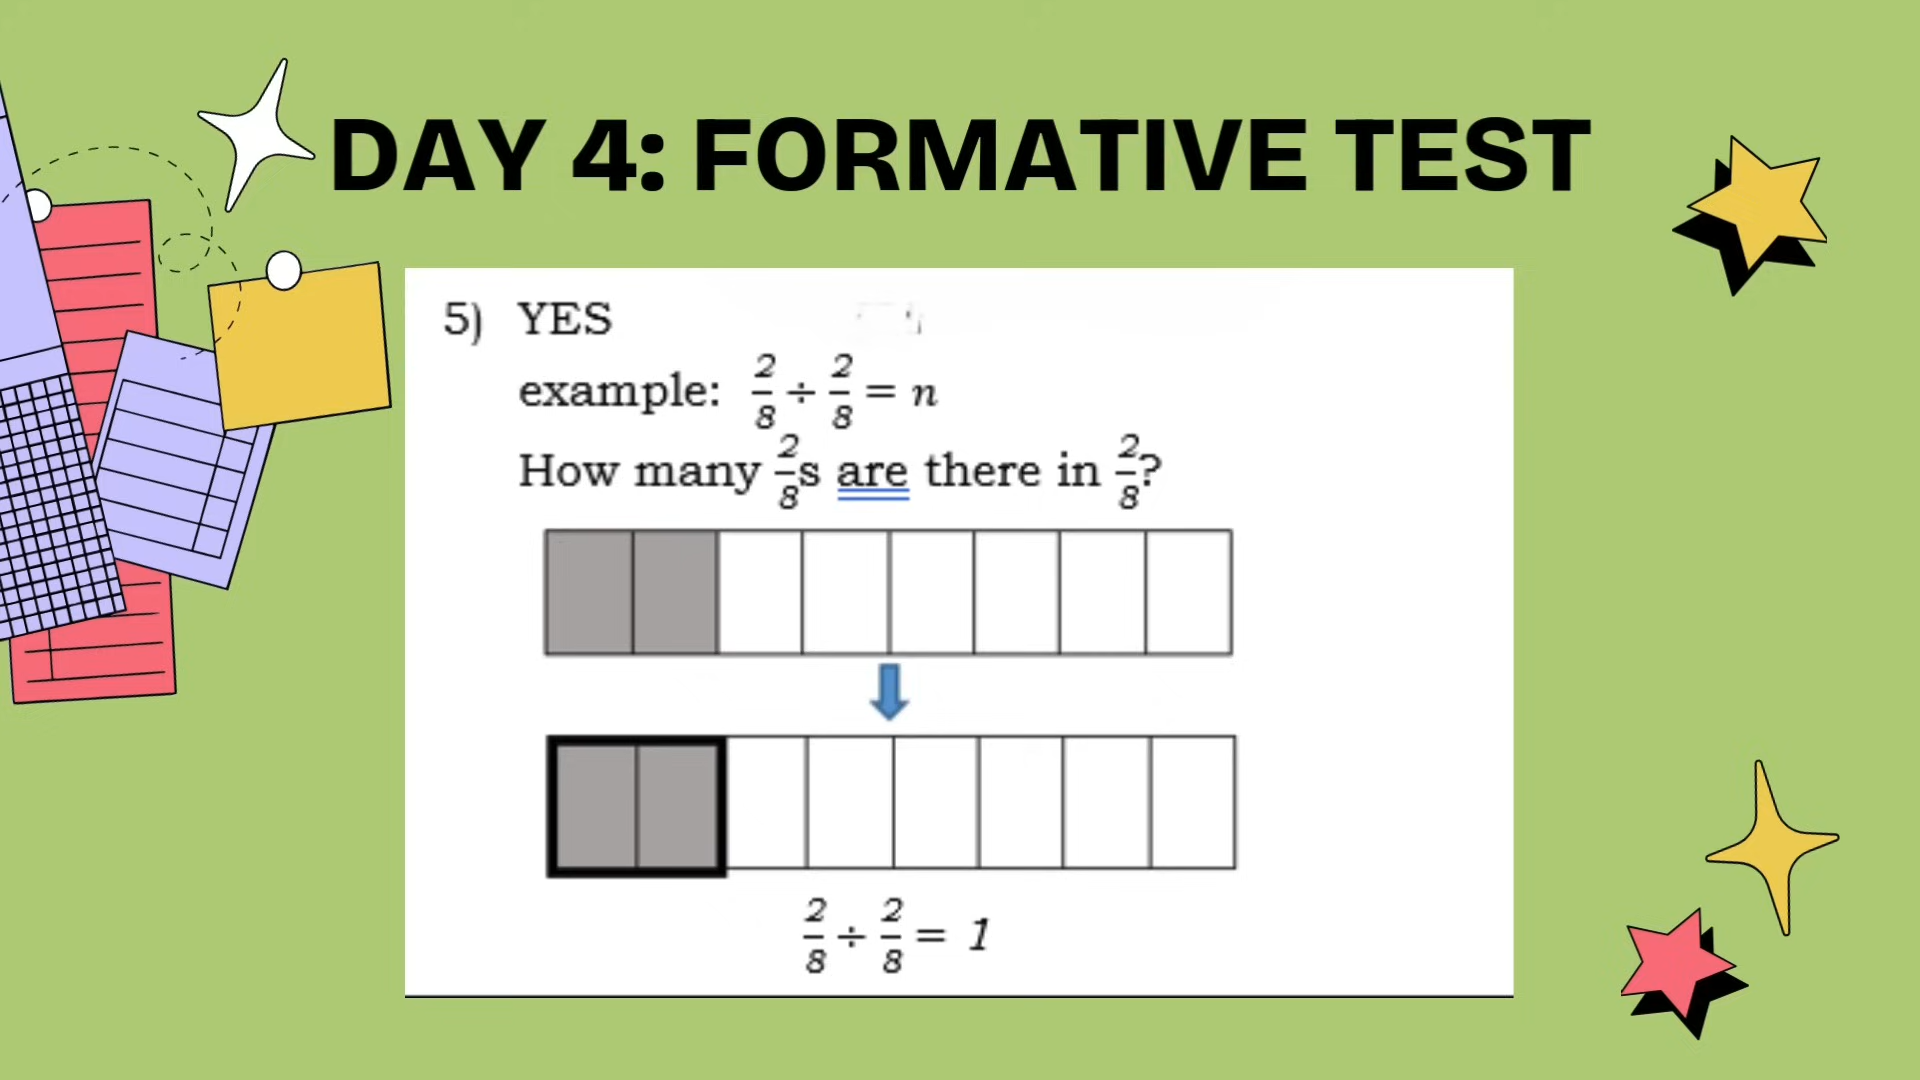 DAY 4: FORMATIVE TEST
5) YES
example: 2/8 ÷ 2/8 = n
How many 2/8s are there in 2/8?
2/8 ÷ 2/8 = 1